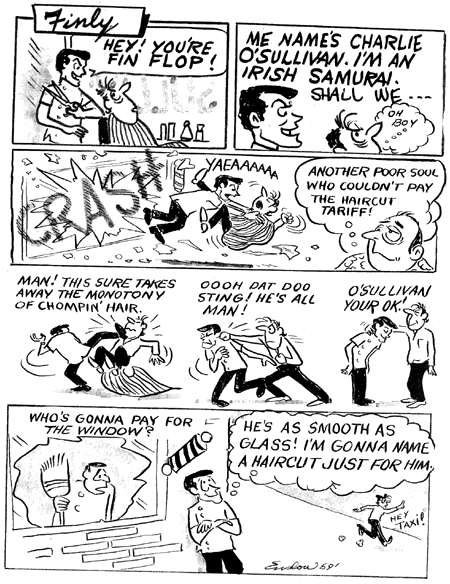 Finly
HEY! YOU'RE
FIN FLOP!
ME NAME'S CHARLIE
O'SULLIVAN. I'M AN
IRISH SAMURAI.
SHALL WE ---
OH
BOY
CRASH
YAEAAAAA
ANOTHER POOR SOUL
WHO COULDN'T PAY
THE HAIRCUT
TARIFF!
MAN! THIS SURE TAKES
AWAY THE MONOTONY
OF CHOMPIN' HAIR.
OOOH DAT DOO
STING! HE'S ALL
MAN!
O'SULLIVAN
YOUR OK!
WHO'S GONNA PAY FOR
THE WINDOW?
HE'S AS SMOOTH AS
GLASS! I'M GONNA NAME
A HAIRCUT JUST FOR HIM.
HEY
TAXI!